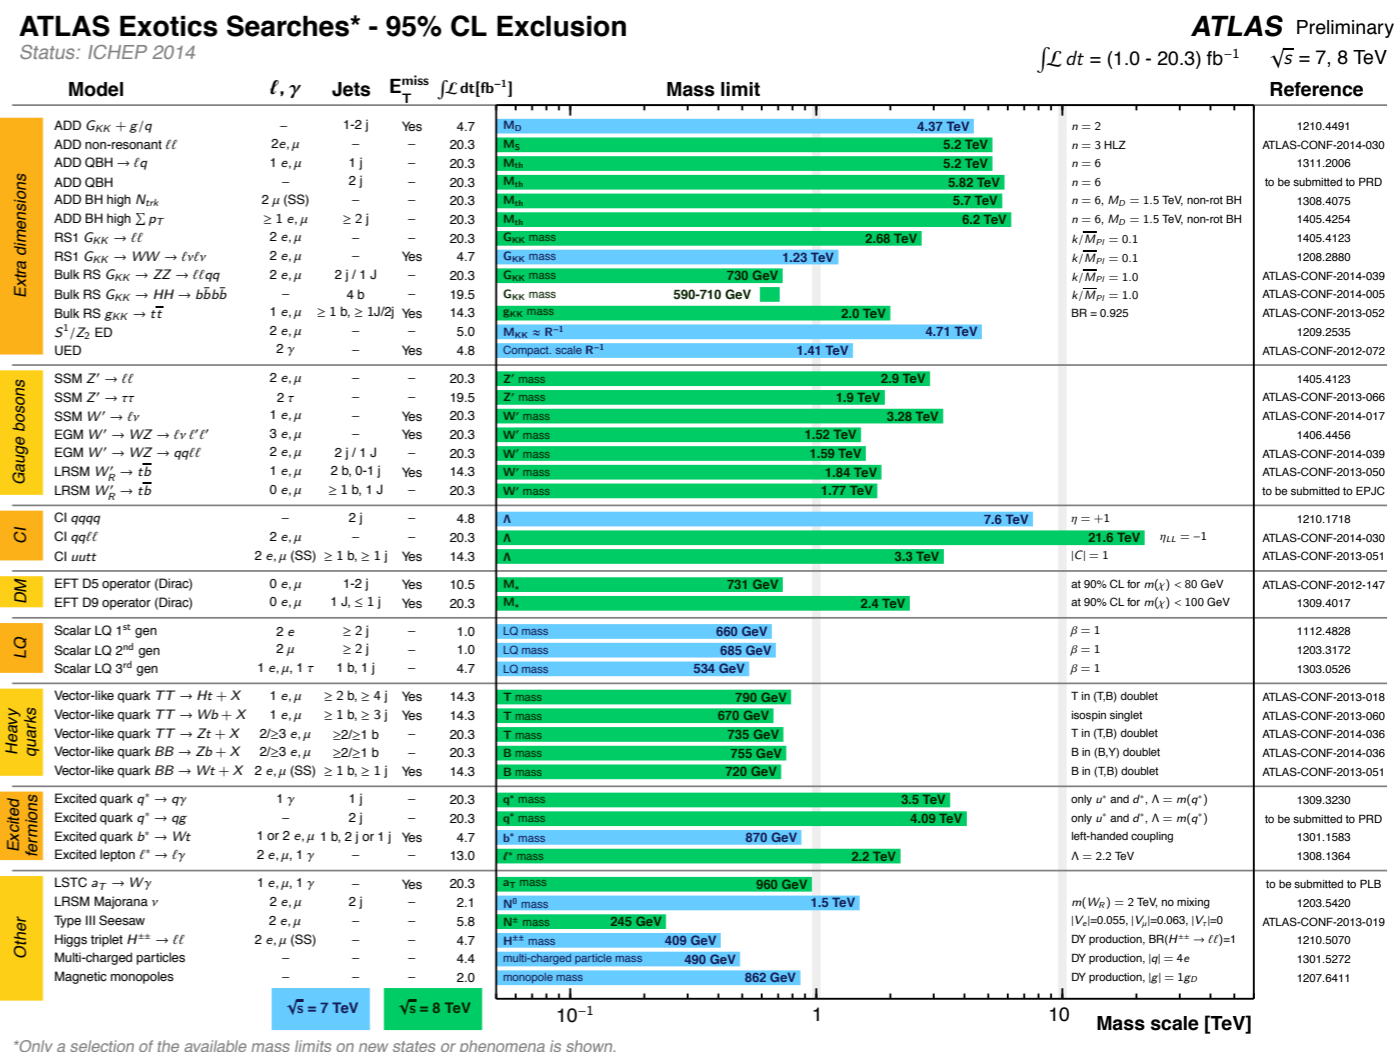 ATLAS Exotics Searches* - 95% CL Exclusion
Status: ICHEP 2014
ATLAS Preliminary
∫ℒ dt = (1.0 - 20.3) fb⁻¹ √s = 7, 8 TeV
Model ℓ, γ Jets E_T^miss ∫ℒ dt[fb⁻¹] Mass limit Reference
Extra dimensions
ADD G_KK + g/q – 1-2 j Yes 4.7 M_D 4.37 TeV n = 2 1210.4491
ADD non-resonant ℓℓ 2e, μ – – 20.3 M_S 5.2 TeV n = 3 HLZ ATLAS-CONF-2014-030
ADD QBH → ℓq 1 e, μ 1 j – 20.3 M_th 5.2 TeV n = 6 1311.2006
ADD QBH – 2 j – 20.3 M_th 5.82 TeV n = 6 to be submitted to PRD
ADD BH high N_trk 2 μ (SS) – – 20.3 M_th 5.7 TeV n = 6, M_D = 1.5 TeV, non-rot BH 1308.4075
ADD BH high ∑ p_T ≥ 1 e, μ ≥ 2 j – 20.3 M_th 6.2 TeV n = 6, M_D = 1.5 TeV, non-rot BH 1405.4254
RS1 G_KK → ℓℓ 2 e, μ – – 20.3 G_KK mass 2.68 TeV k/M̅_Pl = 0.1 1405.4123
RS1 G_KK → WW → ℓνℓν 2 e, μ – Yes 4.7 G_KK mass 1.23 TeV k/M̅_Pl = 0.1 1208.2880
Bulk RS G_KK → ZZ → ℓℓqq 2 e, μ 2 j / 1 J – 20.3 G_KK mass 730 GeV k/M̅_Pl = 1.0 ATLAS-CONF-2014-039
Bulk RS G_KK → HH → bb̅bb̅ – 4 b – 19.5 G_KK mass 590-710 GeV k/M̅_Pl = 1.0 ATLAS-CONF-2014-005
Bulk RS g_KK → tt̅ 1 e, μ ≥ 1 b, ≥ 1J/2j Yes 14.3 g_KK mass 2.0 TeV BR = 0.925 ATLAS-CONF-2013-052
S¹/Z₂ ED 2 e, μ – – 5.0 M_KK ≈ R⁻¹ 4.71 TeV 1209.2535
UED 2 γ – Yes 4.8 Compact. scale R⁻¹ 1.41 TeV ATLAS-CONF-2012-072
Gauge bosons
SSM Z′ → ℓℓ 2 e, μ – – 20.3 Z′ mass 2.9 TeV 1405.4123
SSM Z′ → ττ 2 τ – – 19.5 Z′ mass 1.9 TeV ATLAS-CONF-2013-066
SSM W′ → ℓν 1 e, μ – Yes 20.3 W′ mass 3.28 TeV ATLAS-CONF-2014-017
EGM W′ → WZ → ℓν ℓ′ℓ′ 3 e, μ – Yes 20.3 W′ mass 1.52 TeV 1406.4456
EGM W′ → WZ → qqℓℓ 2 e, μ 2 j / 1 J – 20.3 W′ mass 1.59 TeV ATLAS-CONF-2014-039
LRSM W′_R → tb̅ 1 e, μ 2 b, 0-1 j Yes 14.3 W′ mass 1.84 TeV ATLAS-CONF-2013-050
LRSM W′_R → tb̅ 0 e, μ ≥ 1 b, 1 J – 20.3 W′ mass 1.77 TeV to be submitted to EPJC
CI
CI qqqq – 2 j – 4.8 Λ 7.6 TeV η = +1 1210.1718
CI qqℓℓ 2 e, μ – – 20.3 Λ 21.6 TeV η_LL = −1 ATLAS-CONF-2014-030
CI uutt 2 e, μ (SS) ≥ 1 b, ≥ 1 j Yes 14.3 Λ 3.3 TeV |C| = 1 ATLAS-CONF-2013-051
DM
EFT D5 operator (Dirac) 0 e, μ 1-2 j Yes 10.5 M_* 731 GeV at 90% CL for m(χ) < 80 GeV ATLAS-CONF-2012-147
EFT D9 operator (Dirac) 0 e, μ 1 J, ≤ 1 j Yes 20.3 M_* 2.4 TeV at 90% CL for m(χ) < 100 GeV 1309.4017
LQ
Scalar LQ 1st gen 2 e ≥ 2 j – 1.0 LQ mass 660 GeV β = 1 1112.4828
Scalar LQ 2nd gen 2 μ ≥ 2 j – 1.0 LQ mass 685 GeV β = 1 1203.3172
Scalar LQ 3rd gen 1 e, μ, 1 τ 1 b, 1 j – 4.7 LQ mass 534 GeV β = 1 1303.0526
Heavy quarks
Vector-like quark TT → Ht + X 1 e, μ ≥ 2 b, ≥ 4 j Yes 14.3 T mass 790 GeV T in (T,B) doublet ATLAS-CONF-2013-018
Vector-like quark TT → Wb + X 1 e, μ ≥ 1 b, ≥ 3 j Yes 14.3 T mass 670 GeV isospin singlet ATLAS-CONF-2013-060
Vector-like quark TT → Zt + X 2/≥3 e, μ ≥2/≥1 b – 20.3 T mass 735 GeV T in (T,B) doublet ATLAS-CONF-2014-036
Vector-like quark BB → Zb + X 2/≥3 e, μ ≥2/≥1 b – 20.3 B mass 755 GeV B in (B,Y) doublet ATLAS-CONF-2014-036
Vector-like quark BB → Wt + X 2 e, μ (SS) ≥ 1 b, ≥ 1 j Yes 14.3 B mass 720 GeV B in (T,B) doublet ATLAS-CONF-2013-051
Excited fermions
Excited quark q* → qγ 1 γ 1 j – 20.3 q* mass 3.5 TeV only u* and d*, Λ = m(q*) 1309.3230
Excited quark q* → qg – 2 j – 20.3 q* mass 4.09 TeV only u* and d*, Λ = m(q*) to be submitted to PRD
Excited quark b* → Wt 1 or 2 e, μ 1 b, 2 j or 1 j Yes 4.7 b* mass 870 GeV left-handed coupling 1301.1583
Excited lepton ℓ* → ℓγ 2 e, μ, 1 γ – – 13.0 ℓ* mass 2.2 TeV Λ = 2.2 TeV 1308.1364
Other
LSTC a_T → Wγ 1 e, μ, 1 γ – Yes 20.3 a_T mass 960 GeV to be submitted to PLB
LRSM Majorana ν 2 e, μ 2 j – 2.1 N⁰ mass 1.5 TeV m(W_R) = 2 TeV, no mixing 1203.5420
Type III Seesaw 2 e, μ – – 5.8 N± mass 245 GeV |V_e|=0.055, |V_μ|=0.063, |V_τ|=0 ATLAS-CONF-2013-019
Higgs triplet H±± → ℓℓ 2 e, μ (SS) – – 4.7 H±± mass 409 GeV DY production, BR(H±± → ℓℓ)=1 1210.5070
Multi-charged particles – – – 4.4 multi-charged particle mass 490 GeV DY production, |q| = 4e 1301.5272
Magnetic monopoles – – – 2.0 monopole mass 862 GeV DY production, |g| = 1g_D 1207.6411
√s = 7 TeV √s = 8 TeV
10⁻¹ 1 10
Mass scale [TeV]
*Only a selection of the available mass limits on new states or phenomena is shown.